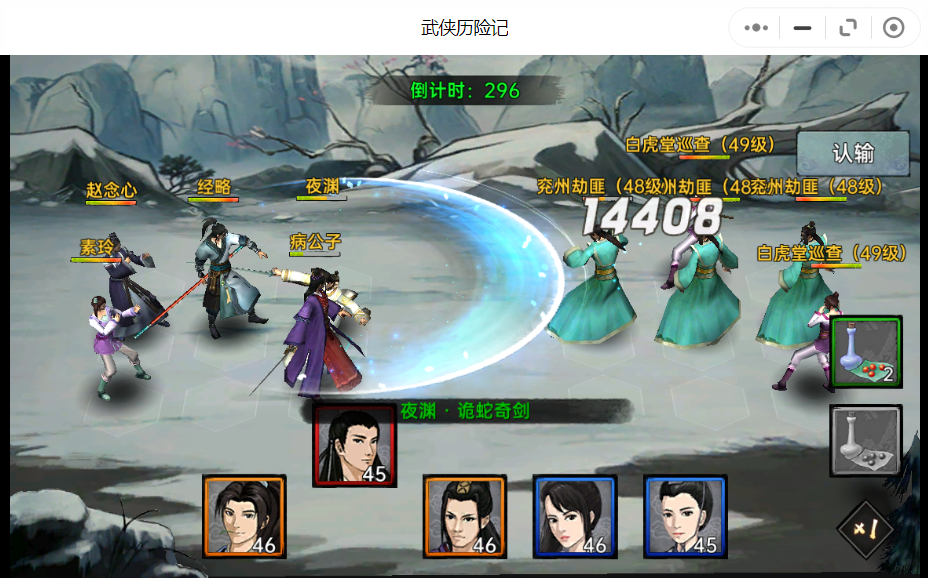 武侠历险记
倒计时：296
白虎堂巡查（49级）
认输
赵念心
经略
夜渊
兖州劫匪（48级
州劫匪（48
兖州劫匪（48级）
14408
素玲
病公子
白虎堂巡查（49级）
2
夜渊·诡蛇奇剑
45
46
46
46
45
×1